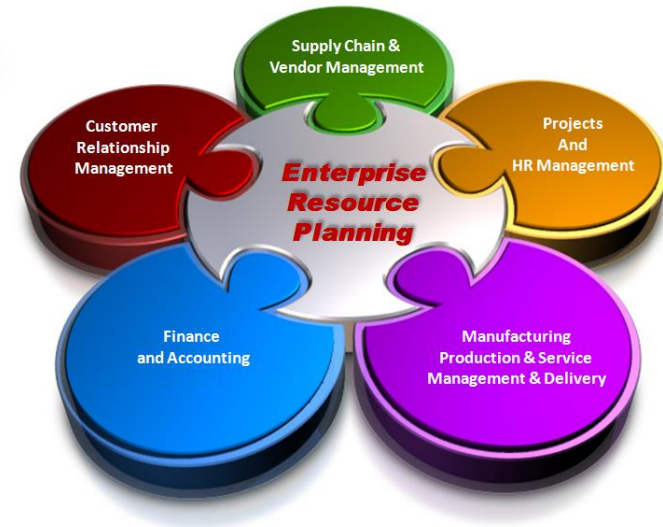 Supply Chain &
Vendor Management
Customer
Relationship
Management
Projects
And
HR Management
Enterprise
Resource
Planning
Finance
and Accounting
Manufacturing
Production & Service
Management & Delivery